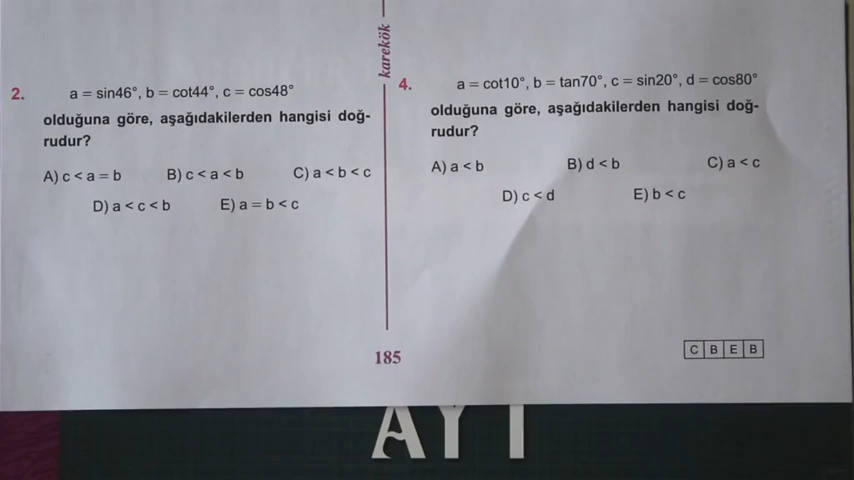 2.
a = sin46°, b = cot44°, c = cos48°
olduğuna göre, aşağıdakilerden hangisi doğ-
rudur?
A) c < a = b B) c < a < b C) a < b < c
D) a < c < b E) a = b < c
karekök
185
4.
a = cot10°, b = tan70°, c = sin20°, d = cos80°
olduğuna göre, aşağıdakilerden hangisi doğ-
rudur?
A) a < b B) d < b C) a < c
D) c < d E) b < c
C B E B
AYT